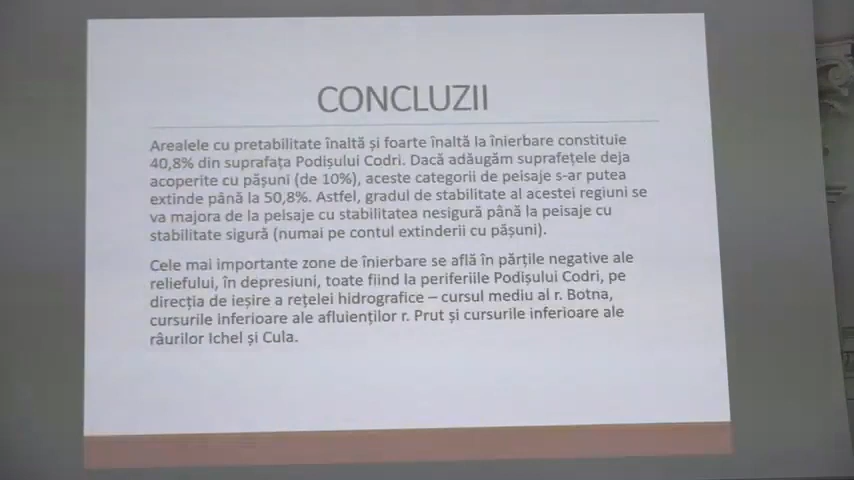 CONCLUZII
Arealele cu pretabilitate înaltă și foarte înaltă la înierbare constituie
40,8% din suprafața Podișului Codri. Dacă adăugăm suprafețele deja
acoperite cu pășuni (de 10%), aceste categorii de peisaje s-ar putea
extinde până la 50,8%. Astfel, gradul de stabilitate al acestei regiuni se
va majora de la peisaje cu stabilitatea nesigură până la peisaje cu
stabilitate sigură (numai pe contul extinderii cu pășuni).
Cele mai importante zone de înierbare se află în părțile negative ale
reliefului, în depresiuni, toate fiind la periferiile Podișului Codri, pe
direcția de ieșire a rețelei hidrografice – cursul mediu al r. Botna,
cursurile inferioare ale afluienților r. Prut și cursurile inferioare ale
râurilor Ichel și Cula.